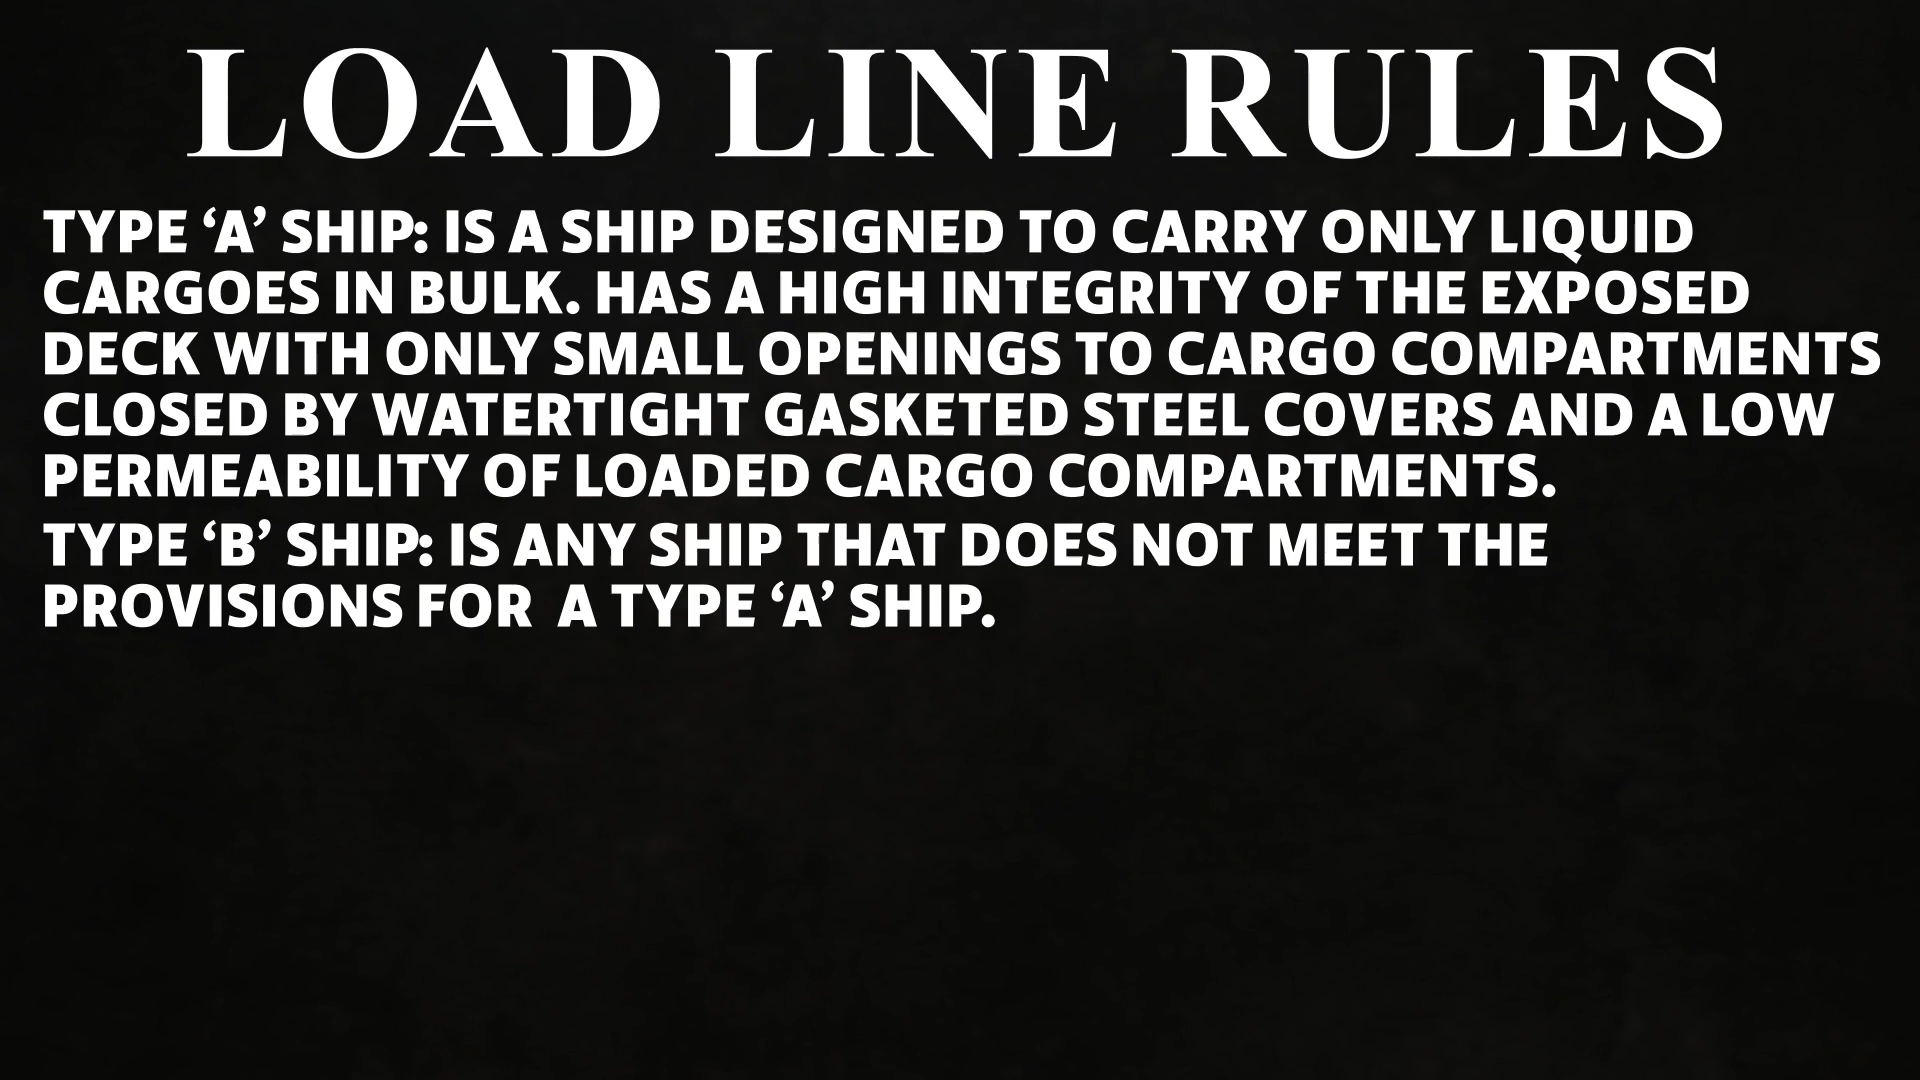 LOAD LINE RULES
TYPE ‘A’ SHIP: IS A SHIP DESIGNED TO CARRY ONLY LIQUID
CARGOES IN BULK. HAS A HIGH INTEGRITY OF THE EXPOSED
DECK WITH ONLY SMALL OPENINGS TO CARGO COMPARTMENTS
CLOSED BY WATERTIGHT GASKETED STEEL COVERS AND A LOW
PERMEABILITY OF LOADED CARGO COMPARTMENTS.
TYPE ‘B’ SHIP: IS ANY SHIP THAT DOES NOT MEET THE
PROVISIONS FOR  A TYPE ‘A’ SHIP.